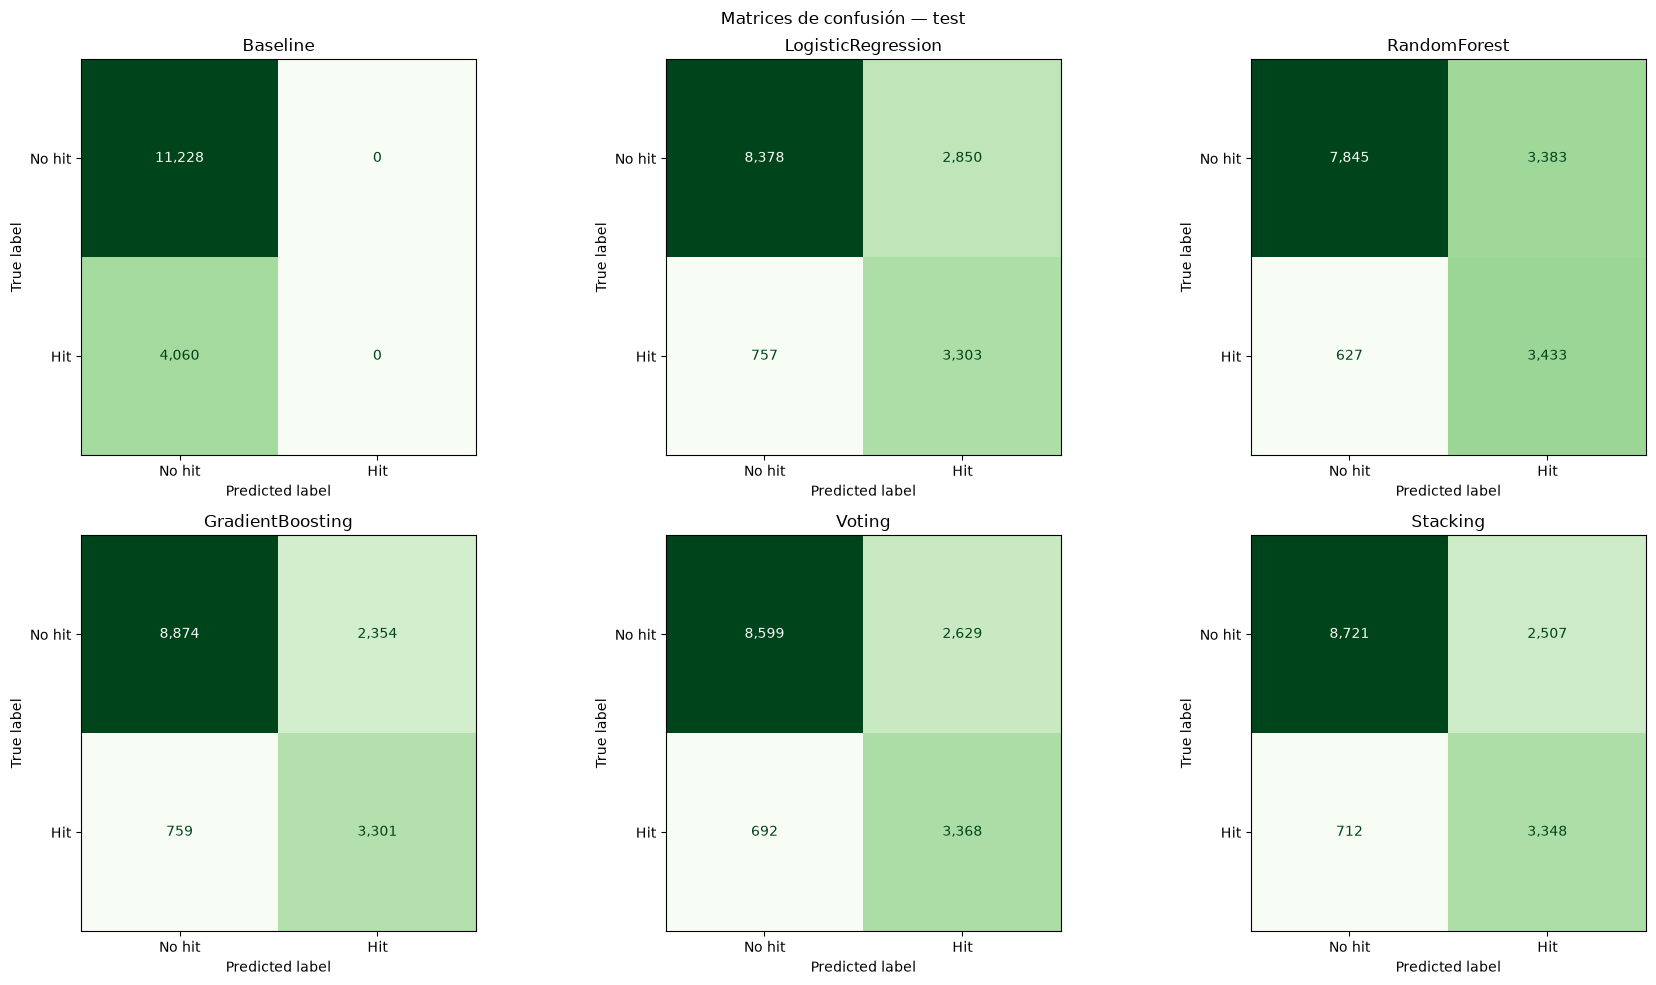 Matrices de confusión — test
Baseline
LogisticRegression
RandomForest
No hit
11,228
0
No hit
8,378
2,850
No hit
7,845
3,383
True label
True label
True label
Hit
4,060
0
Hit
757
3,303
Hit
627
3,433
No hit
Hit
No hit
Hit
No hit
Hit
Predicted label
Predicted label
Predicted label
GradientBoosting
Voting
Stacking
No hit
8,874
2,354
No hit
8,599
2,629
No hit
8,721
2,507
True label
True label
True label
Hit
759
3,301
Hit
692
3,368
Hit
712
3,348
No hit
Hit
No hit
Hit
No hit
Hit
Predicted label
Predicted label
Predicted label